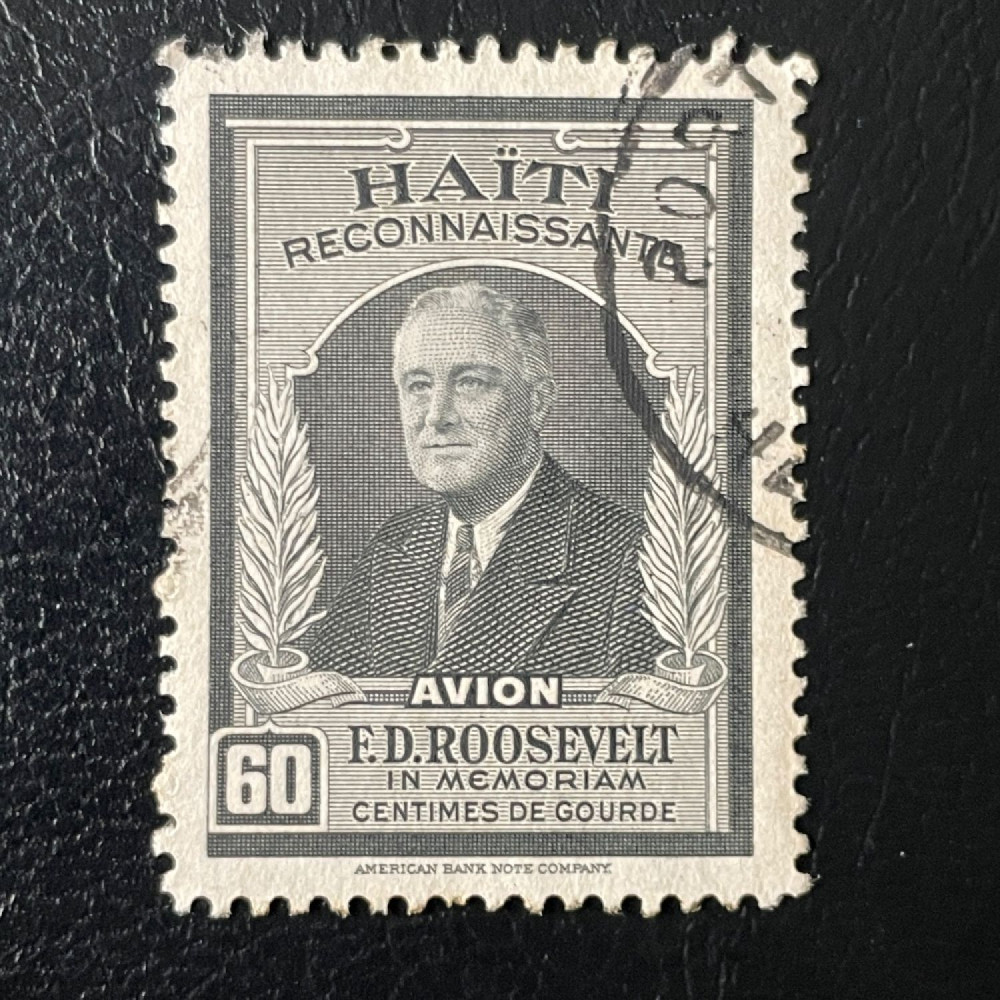 HAÏTI
RECONNAISSANTE
AVION
60
F.D.ROOSEVELT
IN MEMORIAM
CENTIMES DE GOURDE
AMERICAN BANK NOTE COMPANY.